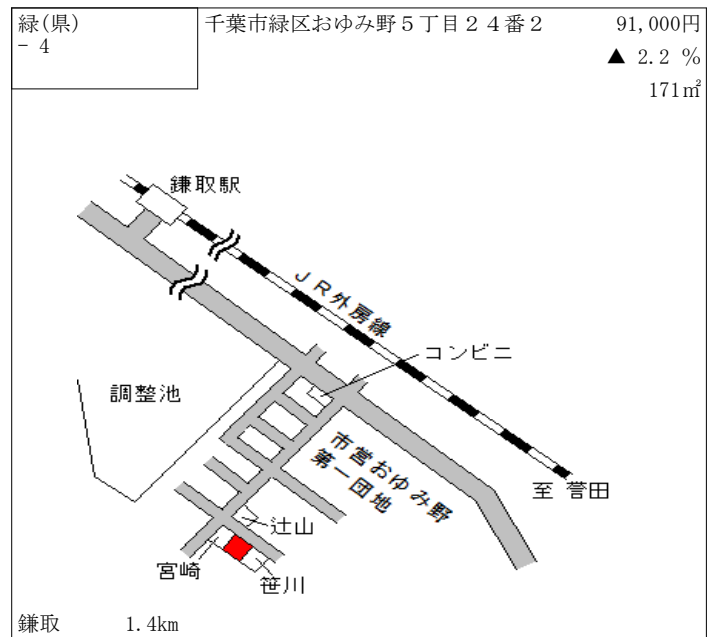 緑(県)
- 4
千葉市緑区おゆみ野５丁目２４番２
91,000円
▲ 2.2 %
171㎡
鎌取駅
ＪＲ外房線
コンビニ
調整池
市営おゆみ野
第一団地
至 誉田
辻山
宮崎
笹川
鎌取 1.4km